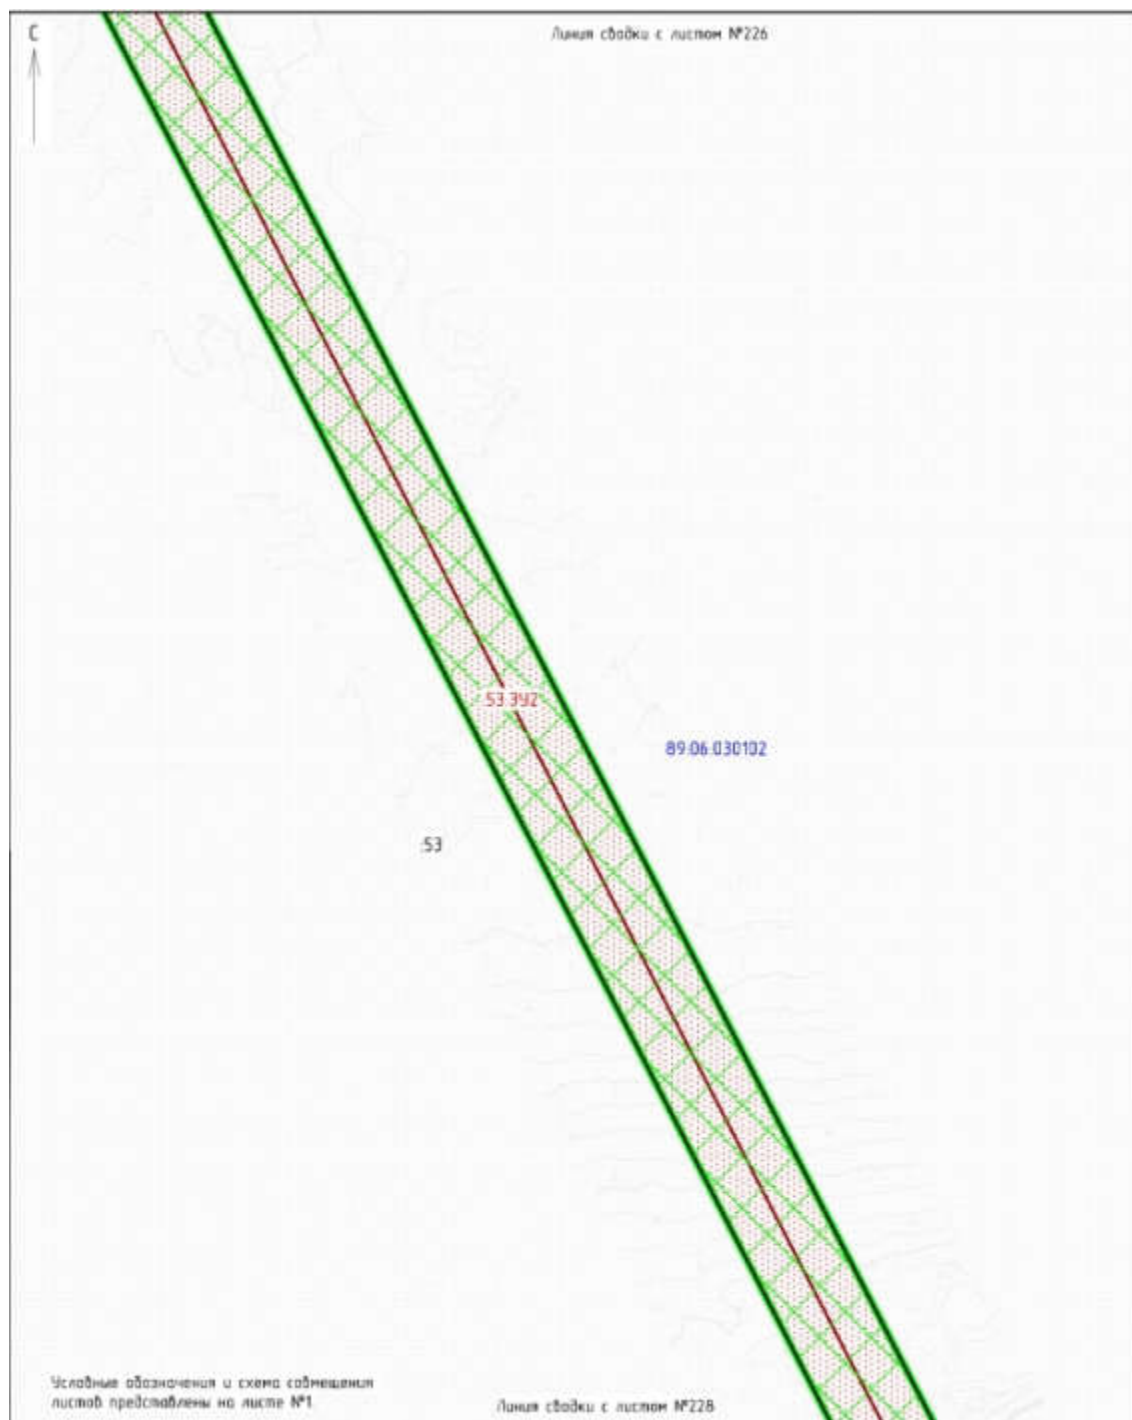 С
Линия сводки с листом №226
:53:ЗУ2
89:06:030102
:53
Условные обозначения и схема совмещения
листов представлены на листе №1
Линия сводки с листом №228